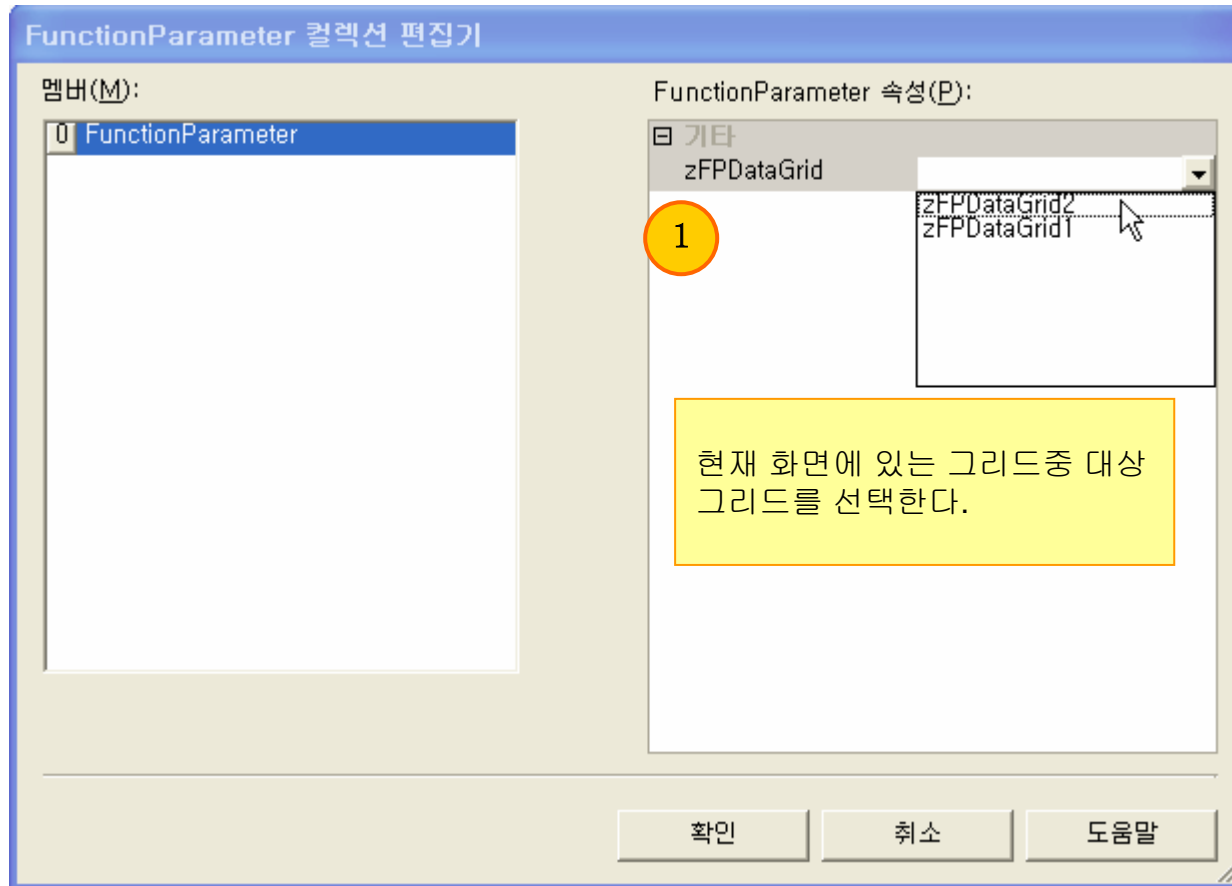 FunctionParameter 컬렉션 편집기
멤버(M):
0 FunctionParameter
FunctionParameter 속성(P):
기타
zFPDataGrid
zFPDataGrid2
zFPDataGrid1
1
현재 화면에 있는 그리드중 대상
그리드를 선택한다.
확인
취소
도움말